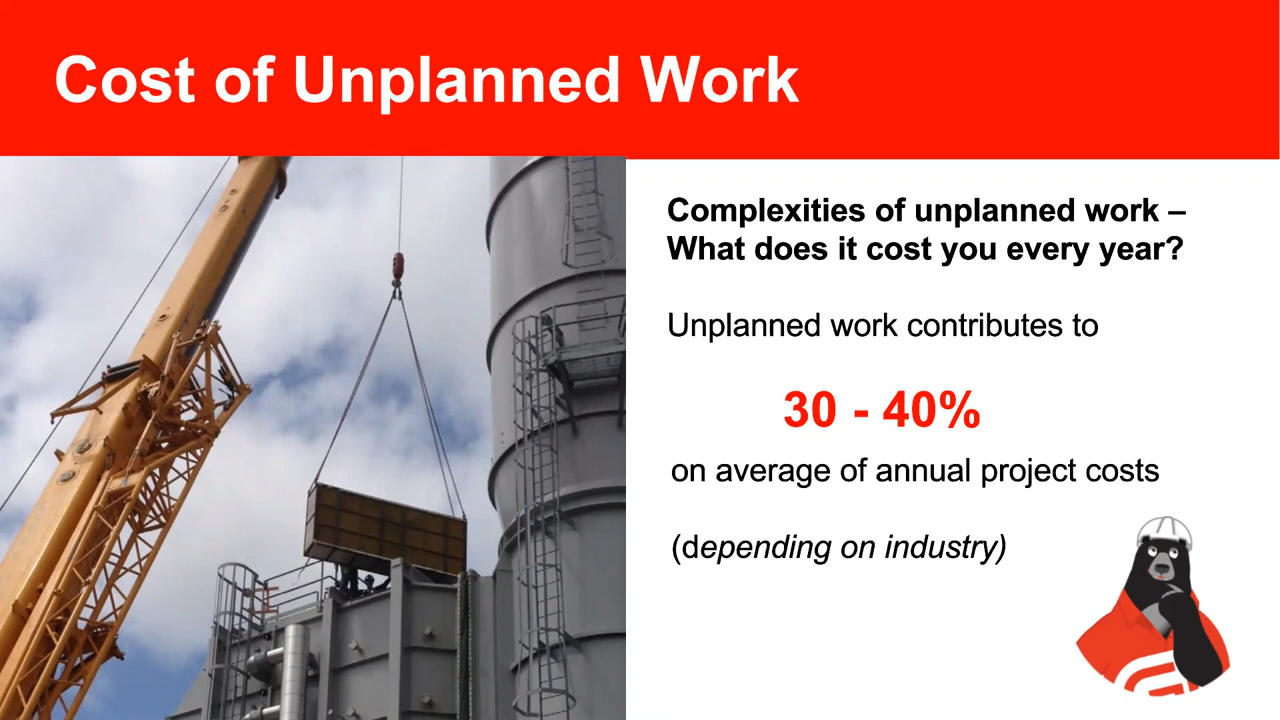 Cost of Unplanned Work
Complexities of unplanned work –
What does it cost you every year?
Unplanned work contributes to
30 - 40%
on average of annual project costs
(depending on industry)